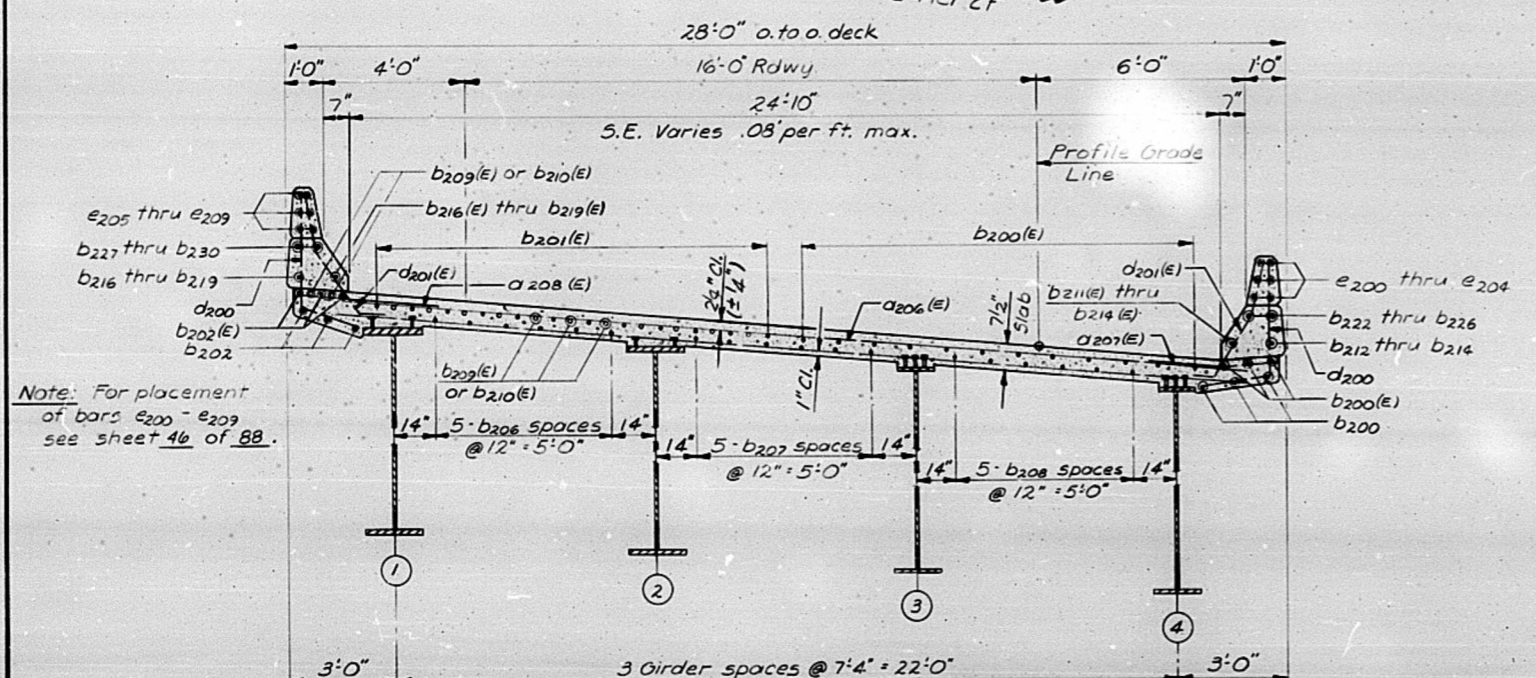 28'-0" o. to o. deck
1'-0" 4'-0" 16'-0" Rdwy. 6'-0" 1'-0"
7" 24'-10" 7"
S.E. Varies .08' per ft. max.
Profile Grade
Line
b209(E) or b210(E)
b216(E) thru b219(E)
e205 thru e209
b227 thru b230
b216 thru b219
d200
b202(E)
b202
b201(E)
b200(E)
d201(E)
a208(E)
2¼" Cl.
(±¼")
a206(E)
7½"
Slab
1" Cl.
d201(E)
b211(E) thru
b214(E)
a207(E)
e200 thru e204
b222 thru b226
b212 thru b214
d200
b200(E)
b200
b209(E)
or b210(E)
Note: For placement
of bars e200 - e209
see sheet 46 of 88.
14" 5-b206 spaces 14"
@ 12" = 5'-0"
14" 5-b207 spaces 14"
@ 12" = 5'-0"
14" 5-b208 spaces 14"
@ 12" = 5'-0"
1
2
3
4
3'-0" 3 Girder spaces @ 7'-4" = 22'-0" 3'-0"